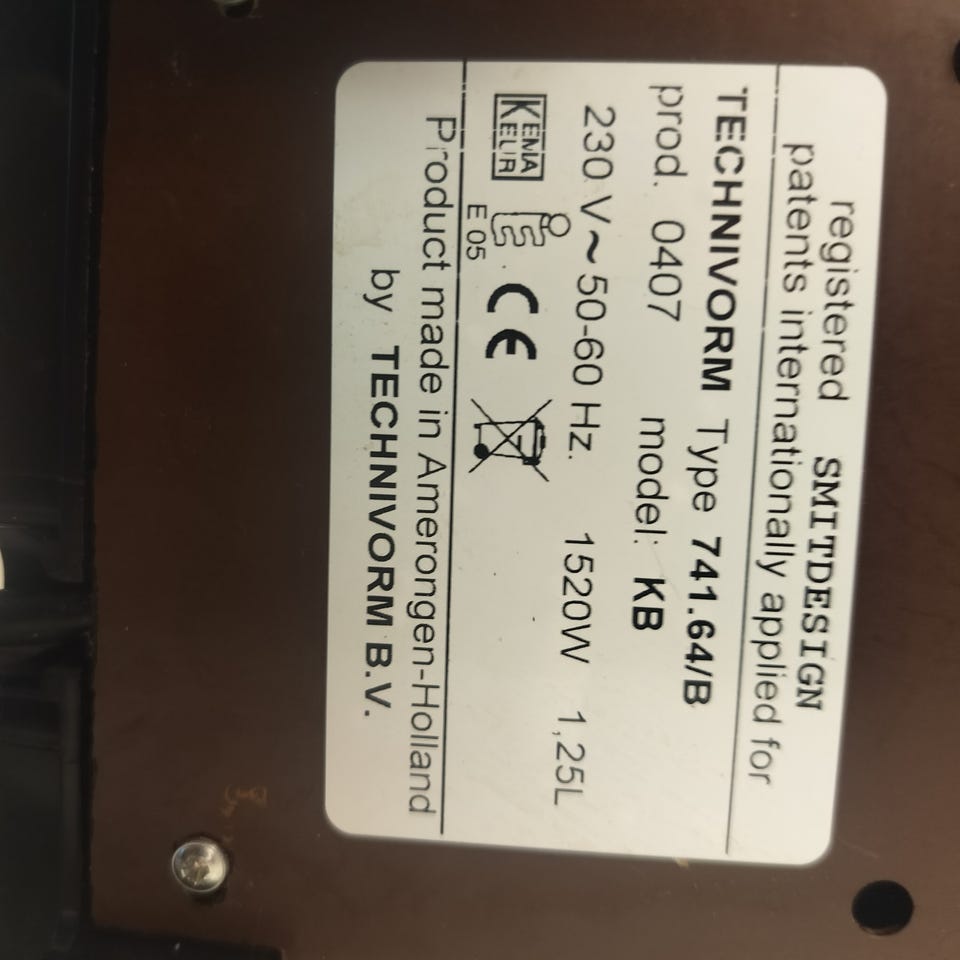 registered SMITDESIGN
patents internationally applied for
TECHNIVORM Type 741.64/B
prod. 0407 model: KB
230 V~50-60 Hz. 1520W 1,25L
KEMA
KEUR
E
CE
E 05
Product made in Amerongen-Holland
by TECHNIVORM B.V.